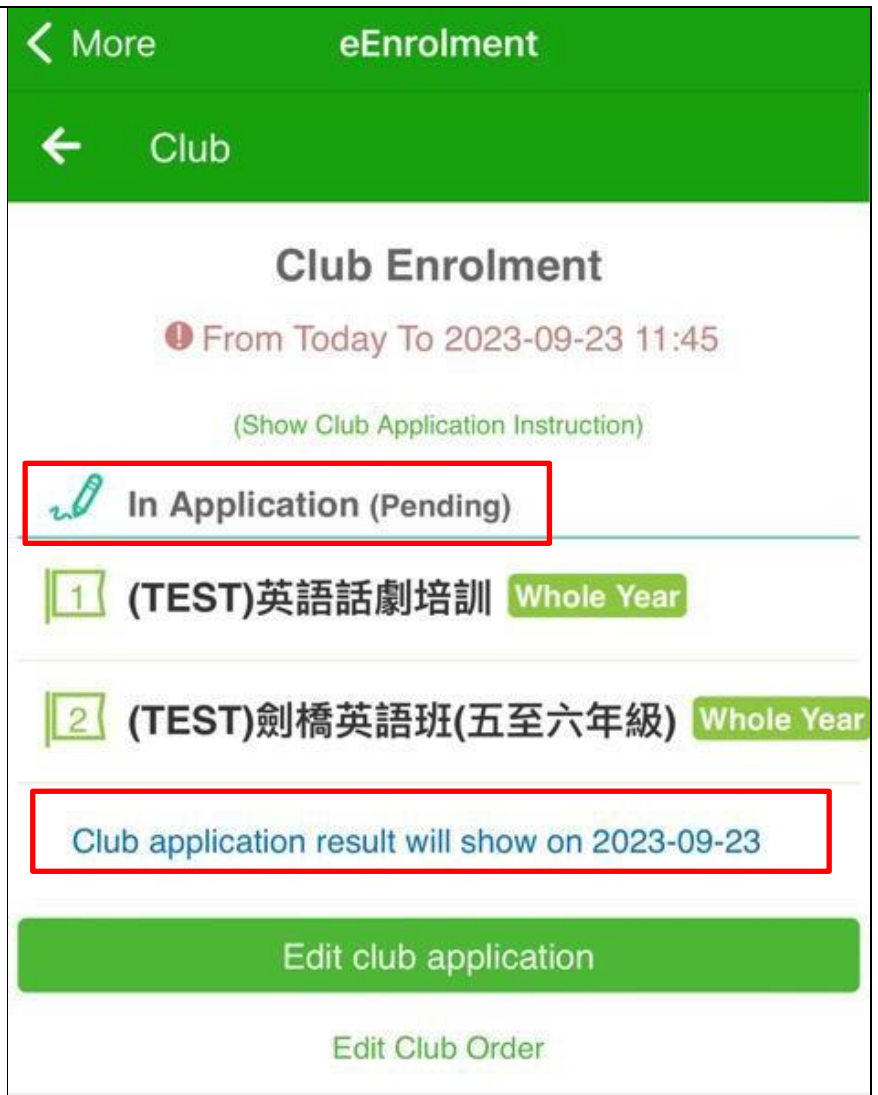 More eEnrolment
Club
Club Enrolment
From Today To 2023-09-23 11:45
(Show Club Application Instruction)
In Application (Pending)
1 (TEST)英語話劇培訓 Whole Year
2 (TEST)劍橋英語班(五至六年級) Whole Year
Club application result will show on 2023-09-23
Edit club application
Edit Club Order